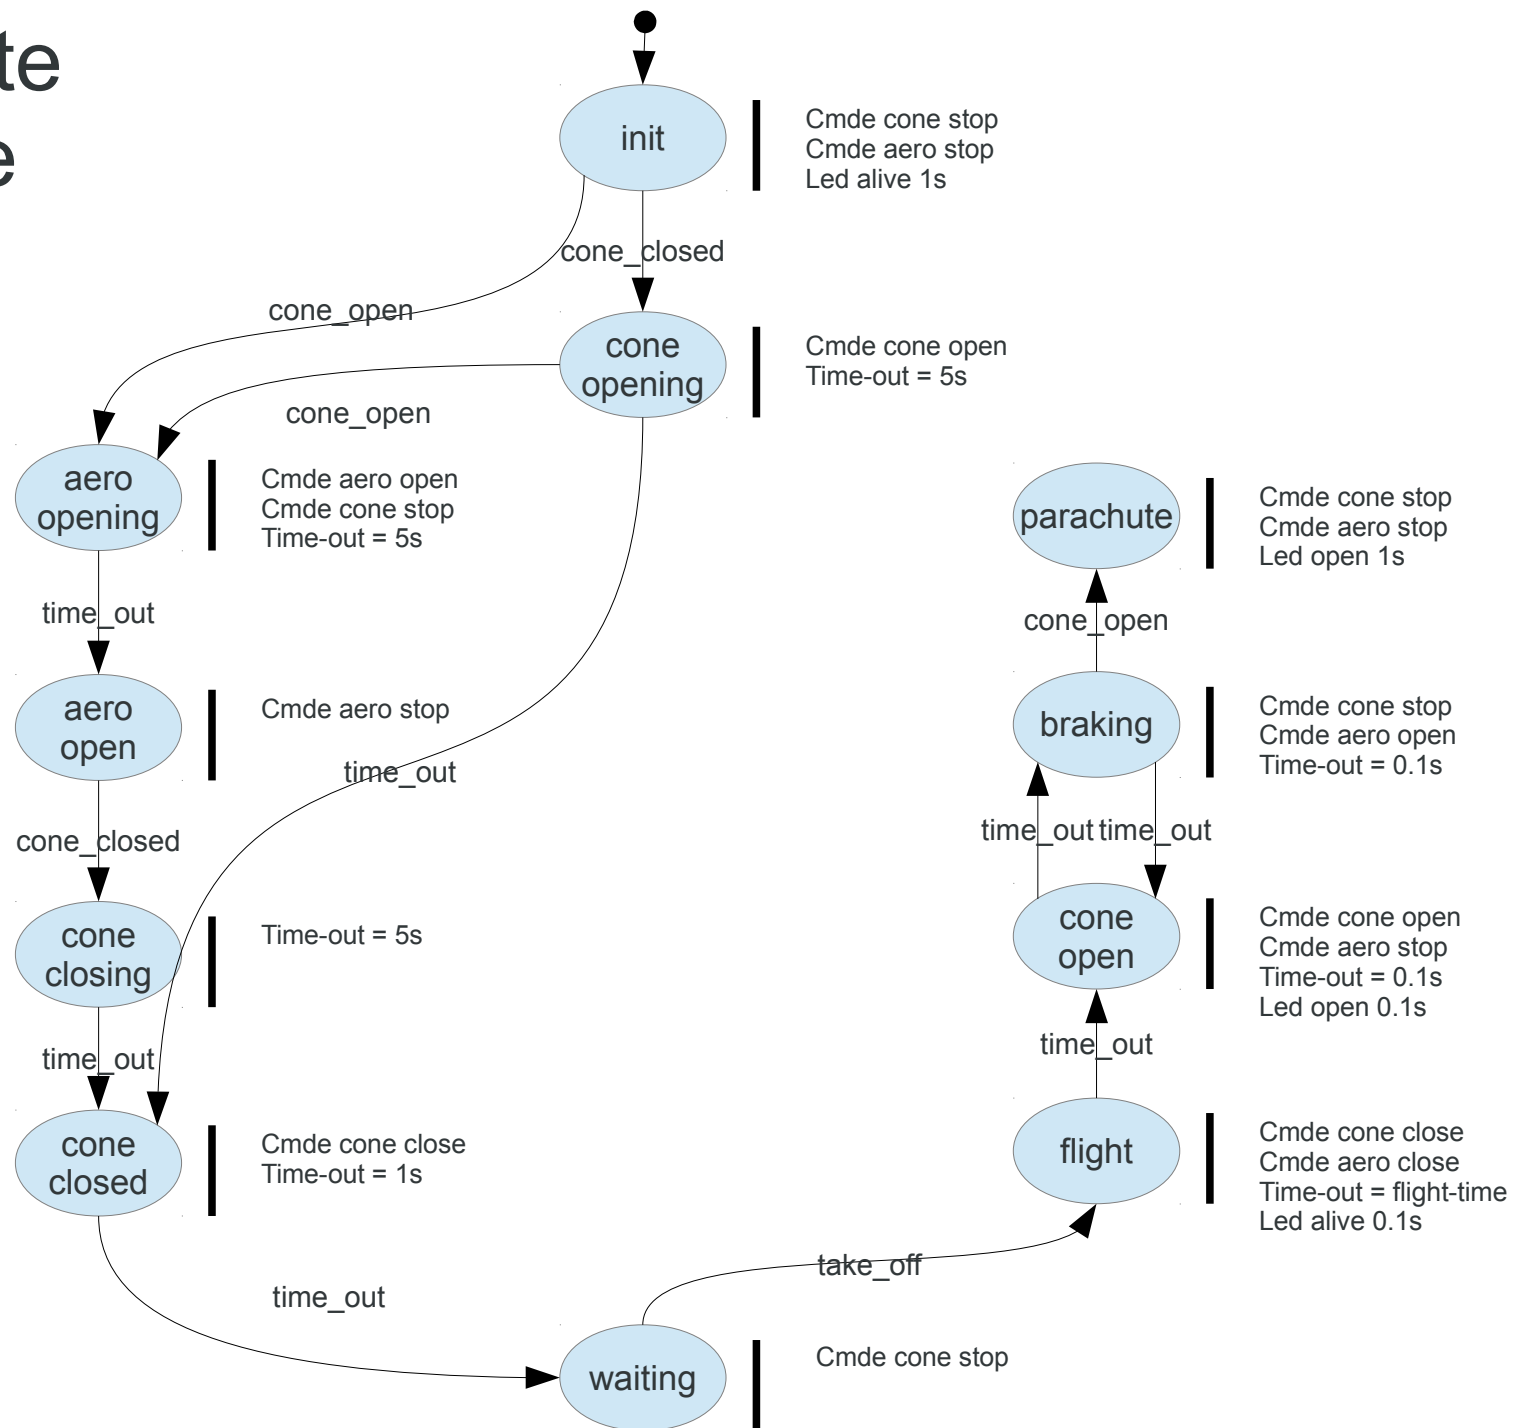 te
e
init
Cmde cone stop
Cmde aero stop
Led alive 1s
cone_closed
cone_open
cone
opening
Cmde cone open
Time-out = 5s
cone_open
aero
opening
Cmde aero open
Cmde cone stop
Time-out = 5s
time_out
aero
open
Cmde aero stop
time_out
cone_closed
cone
closing
Time-out = 5s
time_out
cone
closed
Cmde cone close
Time-out = 1s
time_out
waiting
Cmde cone stop
take_off
flight
Cmde cone close
Cmde aero close
Time-out = flight-time
Led alive 0.1s
time_out
cone
open
Cmde cone open
Cmde aero stop
Time-out = 0.1s
Led open 0.1s
time_out
time_out
braking
Cmde cone stop
Cmde aero open
Time-out = 0.1s
cone_open
parachute
Cmde cone stop
Cmde aero stop
Led open 1s